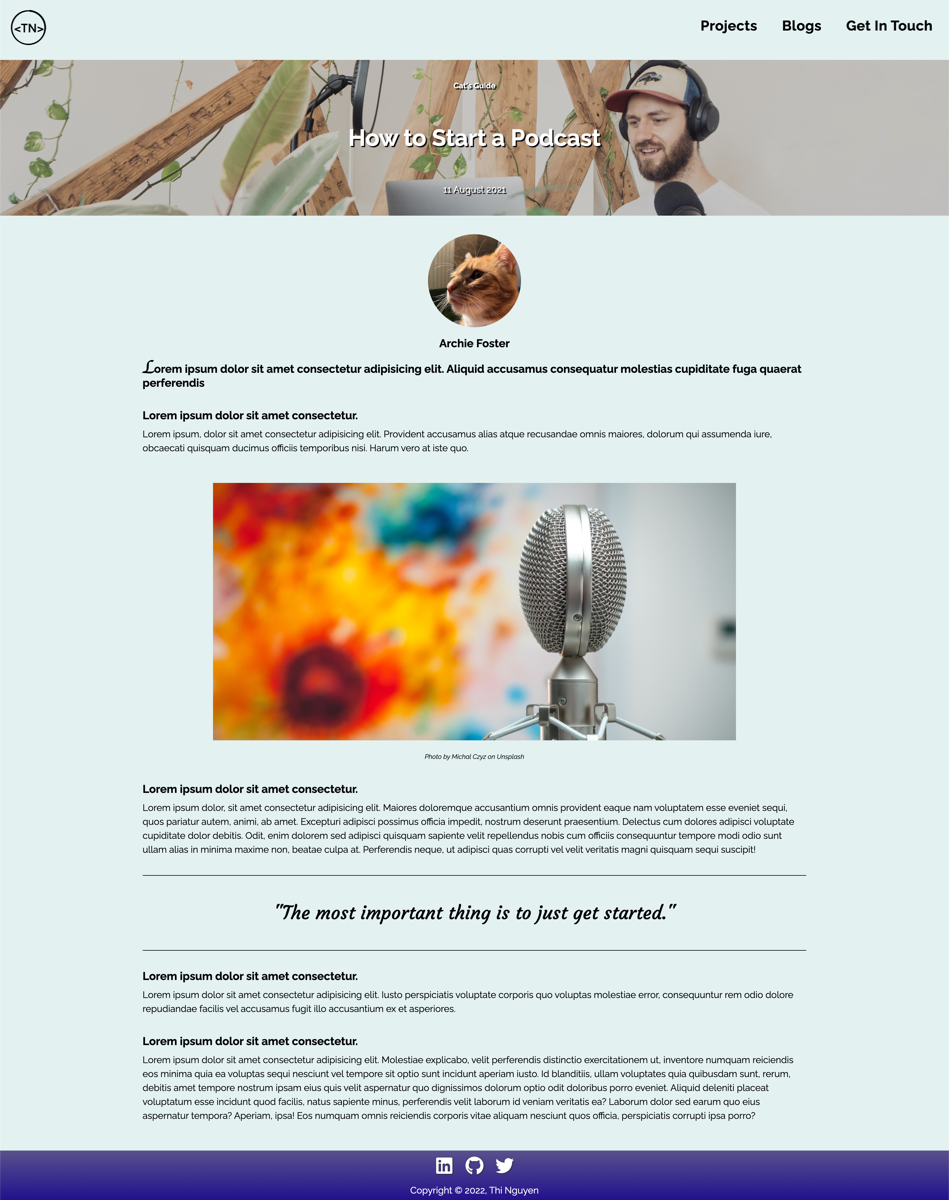 <TN>
Projects Blogs Get In Touch
Cat's Guide
How to Start a Podcast
11 August 2021
Archie Foster
Lorem ipsum dolor sit amet consectetur adipisicing elit. Aliquid accusamus consequatur molestias cupiditate fuga quaerat
perferendis
Lorem ipsum dolor sit amet consectetur.
Lorem ipsum, dolor sit amet consectetur adipisicing elit. Provident accusamus alias atque recusandae omnis maiores, dolorum qui assumenda iure,
obcaecati quisquam ducimus officiis temporibus nisi. Harum vero at iste quo.
Photo by Michal Czyz on Unsplash
Lorem ipsum dolor sit amet consectetur.
Lorem ipsum dolor, sit amet consectetur adipisicing elit. Maiores doloremque accusantium omnis provident eaque nam voluptatem esse eveniet sequi,
quos pariatur autem, animi, ab amet. Excepturi adipisci possimus officia impedit, nostrum deserunt praesentium. Delectus cum dolores adipisci voluptate
cupiditate dolor debitis. Odit, enim dolorem sed adipisci quisquam sapiente velit repellendus nobis cum officiis consequuntur tempore modi odio sunt
ullam alias in minima maxime non, beatae culpa at. Perferendis neque, ut adipisci quas corrupti vel velit veritatis magni quisquam sequi suscipit!
"The most important thing is to just get started."
Lorem ipsum dolor sit amet consectetur.
Lorem ipsum dolor sit amet consectetur adipisicing elit. Iusto perspiciatis voluptate corporis quo voluptas molestiae error, consequuntur rem odio dolore
repudiandae facilis vel accusamus fugit illo accusantium ex et asperiores.
Lorem ipsum dolor sit amet consectetur.
Lorem ipsum dolor sit amet consectetur adipisicing elit. Molestiae explicabo, velit perferendis distinctio exercitationem ut, inventore numquam reiciendis
eos minima quia ea voluptas sequi nesciunt vel tempore sit optio sunt incidunt aperiam iusto. Id blanditiis, ullam voluptates quia quibusdam sunt, rerum,
debitis amet tempore nostrum ipsam eius quis velit aspernatur quo dignissimos dolorum optio odit doloribus porro eveniet. Aliquid deleniti placeat
voluptatum esse incidunt quod facilis, natus sapiente minus, perferendis velit laborum id veniam veritatis ea? Laborum dolor sed earum quo eius
aspernatur tempora? Aperiam, ipsa! Eos numquam omnis reiciendis corporis vitae aliquam nesciunt quos officia, perspiciatis corrupti ipsa porro?
Copyright © 2022, Thi Nguyen